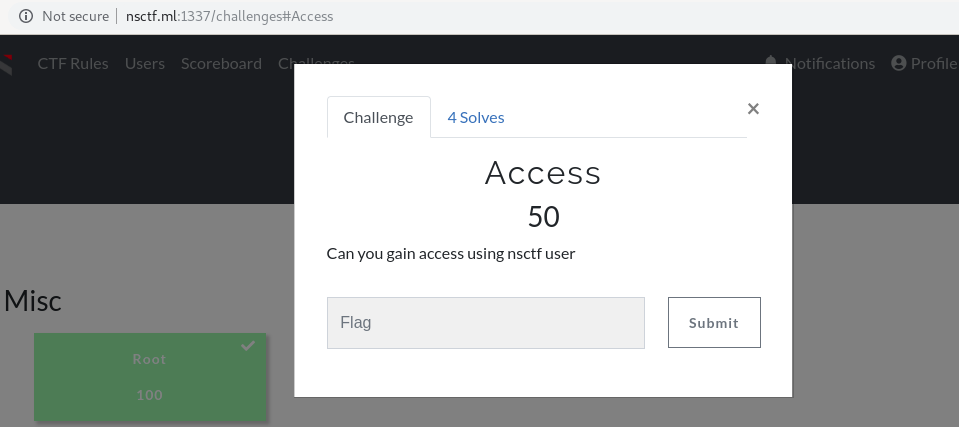 Not secure | nsctf.ml:1337/challenges#Access
CTF Rules Users Scoreboard Challenges Notifications Profile
Challenge 4 Solves ×
Access
50
Can you gain access using nsctf user
Flag Submit
Misc
Root
100